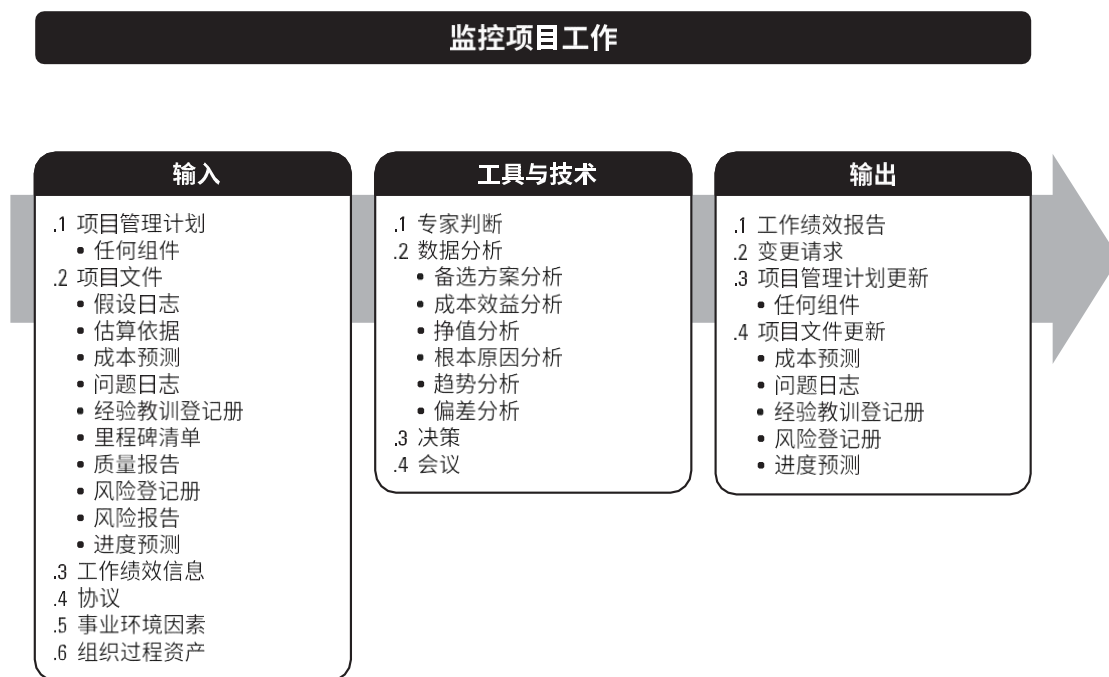 监控项目工作
输入
.1 项目管理计划
• 任何组件
.2 项目文件
• 假设日志
• 估算依据
• 成本预测
• 问题日志
• 经验教训登记册
• 里程碑清单
• 质量报告
• 风险登记册
• 风险报告
• 进度预测
.3 工作绩效信息
.4 协议
.5 事业环境因素
.6 组织过程资产
工具与技术
.1 专家判断
.2 数据分析
• 备选方案分析
• 成本效益分析
• 挣值分析
• 根本原因分析
• 趋势分析
• 偏差分析
.3 决策
.4 会议
输出
.1 工作绩效报告
.2 变更请求
.3 项目管理计划更新
• 任何组件
.4 项目文件更新
• 成本预测
• 问题日志
• 经验教训登记册
• 风险登记册
• 进度预测